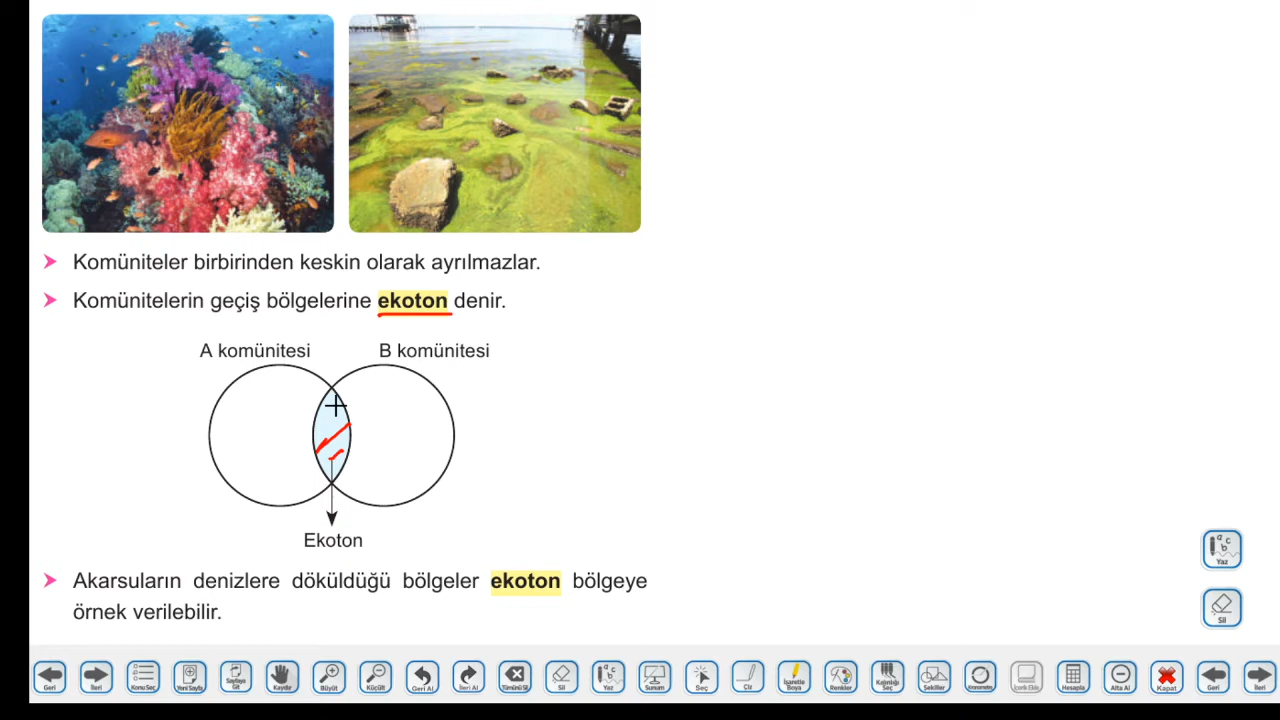 Komüniteler birbirinden keskin olarak ayrılmazlar.
Komünitelerin geçiş bölgelerine ekoton denir.
A komünitesi B komünitesi
Ekoton
Akarsuların denizlere döküldüğü bölgeler ekoton bölgeye
örnek verilebilir.
a b c
Yaz
Sil
Geri İleri Konu Seç Yeni Sayfa Sayfaya Git Kaydır Büyüt Küçült Geri Al İleri Al Tümünü Sil Sil Yaz Sunum Seç Çiz İşaretle Boya Renkler Kalınlığı Seç Şekiller Kronometre İçerik Ekle Hesapla Alta Al Kapat Geri İleri